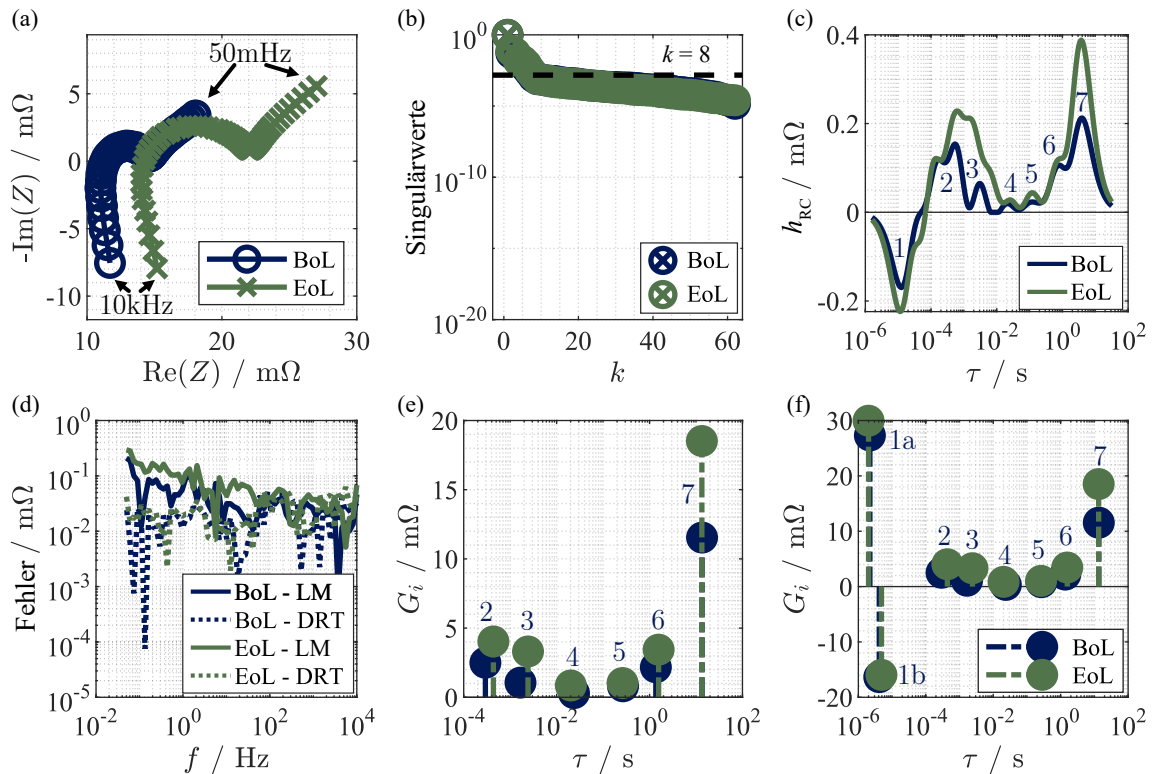 (a)
50mHz
-Im(Z) / mΩ
5
0
-5
-10
10kHz
BoL
EoL
10
20
30
Re(Z) / mΩ
(b)
10^0
k = 8
Singulärwerte
10^-10
10^-20
BoL
EoL
0
20
40
60
k
(c)
h_RC / mΩ
0.4
0.2
0
-0.2
1
2
3
4
5
6
7
BoL
EoL
10^-6
10^-4
10^-2
10^0
10^2
τ / s
(d)
Fehler / mΩ
10^0
10^-1
10^-2
10^-3
10^-4
10^-5
BoL - LM
BoL - DRT
EoL - LM
EoL - DRT
10^-2
10^0
10^2
10^4
f / Hz
(e)
G_i / mΩ
20
15
10
5
0
2
3
4
2
5
6
7
10^-4
10^-2
10^0
10^2
τ / s
(f)
G_i / mΩ
30
20
10
0
-10
-20
1a
1b
2
3
4
5
6
7
BoL
EoL
10^-6
10^-4
10^-2
10^0
10^2
τ / s